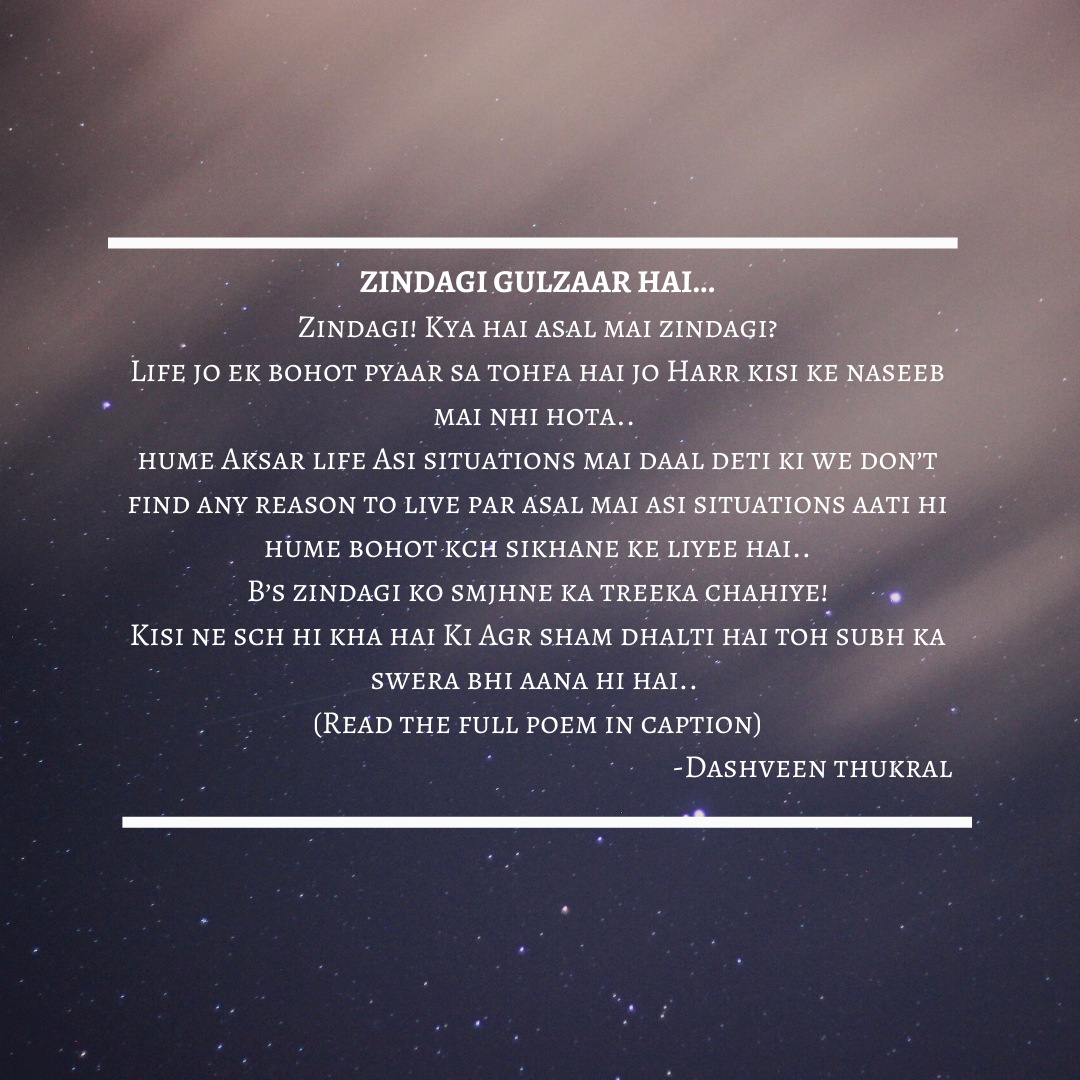 ZINDAGI GULZAAR HAI...
Zindagi! Kya hai asal mai zindagi?
Life jo ek bohot pyaar sa tohfa hai jo Harr kisi ke naseeb
mai nhi hota..
hume Aksar life Asi situations mai daal deti ki we don't
find any reason to live par asal mai asi situations aati hi
hume bohot kch sikhane ke liyee hai..
B's zindagi ko smjhne ka treeka chahiye!
Kisi ne sch hi kha hai Ki Agr sham dhalti hai toh subh ka
swera bhi aana hi hai..
(Read the full poem in caption)
-Dashveen thukral